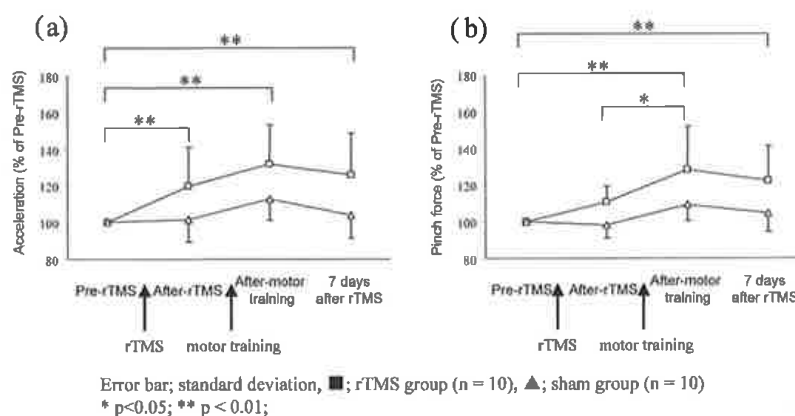 (a)
**
**
**
Acceleration (% of Pre-rTMS)
180
160
140
120
100
80
Pre-rTMS
After-rTMS
After-motor
training
7 days
after rTMS
rTMS
motor training
(b)
**
**
*
Pinch force (% of Pre-rTMS)
180
160
140
120
100
80
Pre-rTMS
After-rTMS
After-motor
training
7 days
after rTMS
rTMS
motor training
Error bar; standard deviation, ■; rTMS group (n = 10), ▲; sham group (n = 10)
* p<0.05; ** p < 0.01;